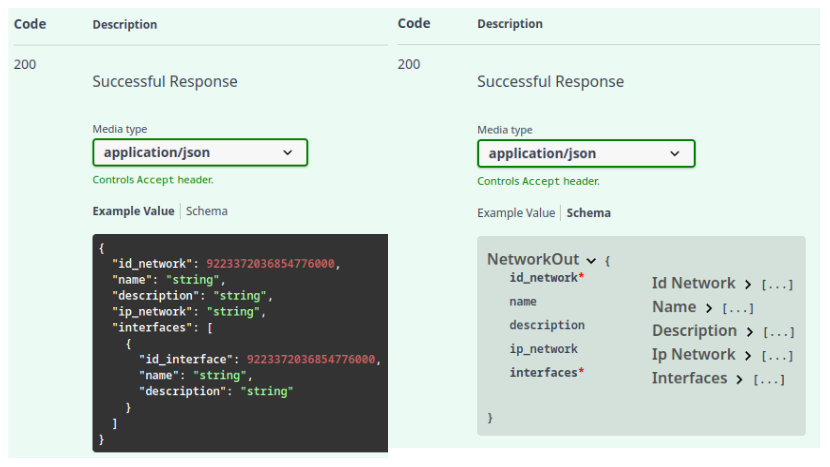 Code Description
200
Successful Response
Media type
application/json
Controls Accept header.
Example Value | Schema
{
"id_network": 9223372036854776000,
"name": "string",
"description": "string",
"ip_network": "string",
"interfaces": [
{
"id_interface": 9223372036854776000,
"name": "string",
"description": "string"
}
]
}
Code Description
200
Successful Response
Media type
application/json
Controls Accept header.
Example Value | Schema
NetworkOut {
id_network* Id Network > [...]
name Name > [...]
description Description > [...]
ip_network Ip Network > [...]
interfaces* Interfaces > [...]
}